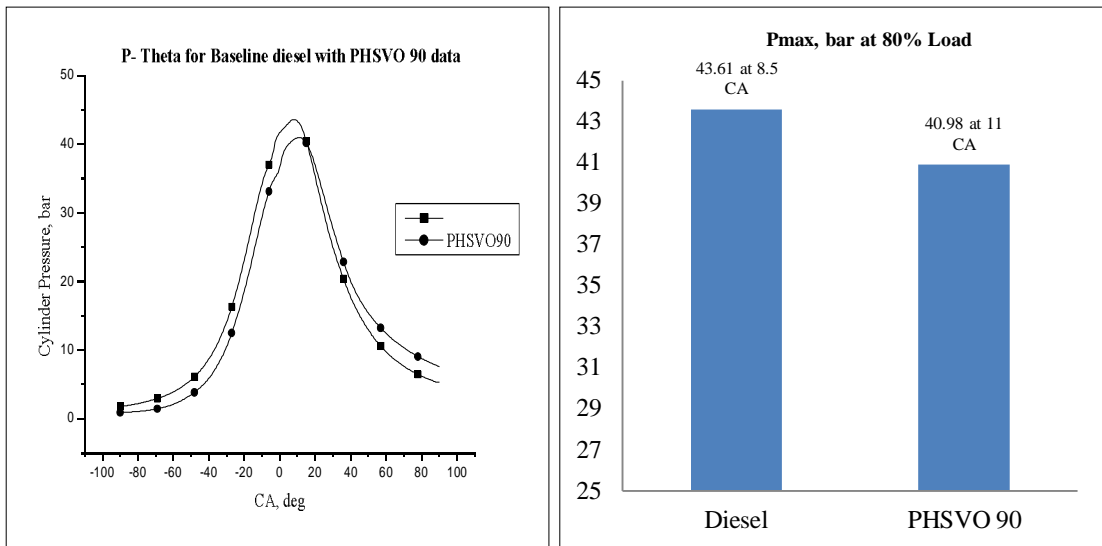 P- Theta for Baseline diesel with PHSVO 90 data
50
40
30
20
10
0
Cylinder Pressure, bar
PHSVO90
-100 -80 -60 -40 -20 0 20 40 60 80 100
CA, deg
Pmax, bar at 80% Load
43.61 at 8.5
CA
40.98 at 11
CA
45
43
41
39
37
35
33
31
29
27
25
Diesel PHSVO 90